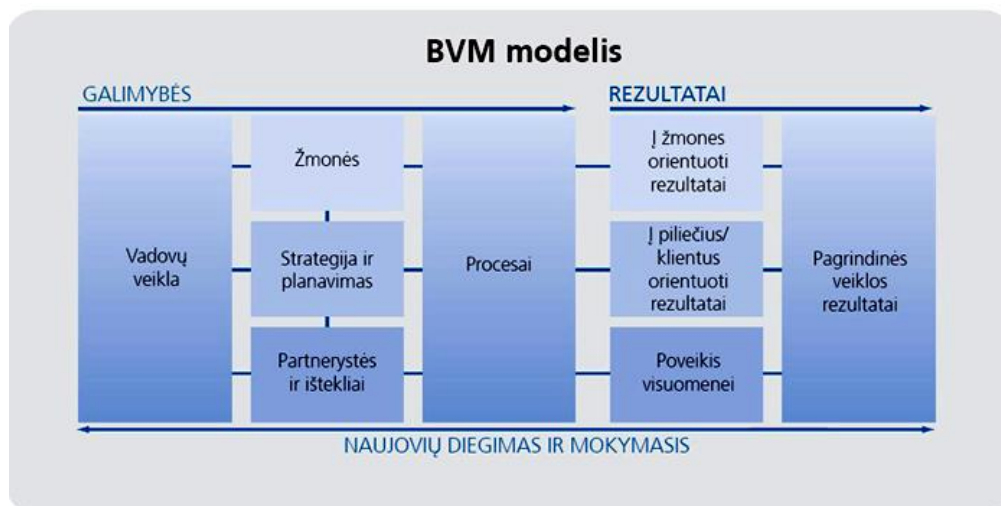 BVM modelis
GALIMYBĖS
REZULTATAI
Vadovų
veikla
Žmonės
Strategija ir
planavimas
Partnerystės
ir ištekliai
Procesai
Į žmones
orientuoti
rezultatai
Į piliečius/
klientus
orientuoti
rezultatai
Poveikis
visuomenei
Pagrindinės
veiklos
rezultatai
NAUJOVIŲ DIEGIMAS IR MOKYMASIS